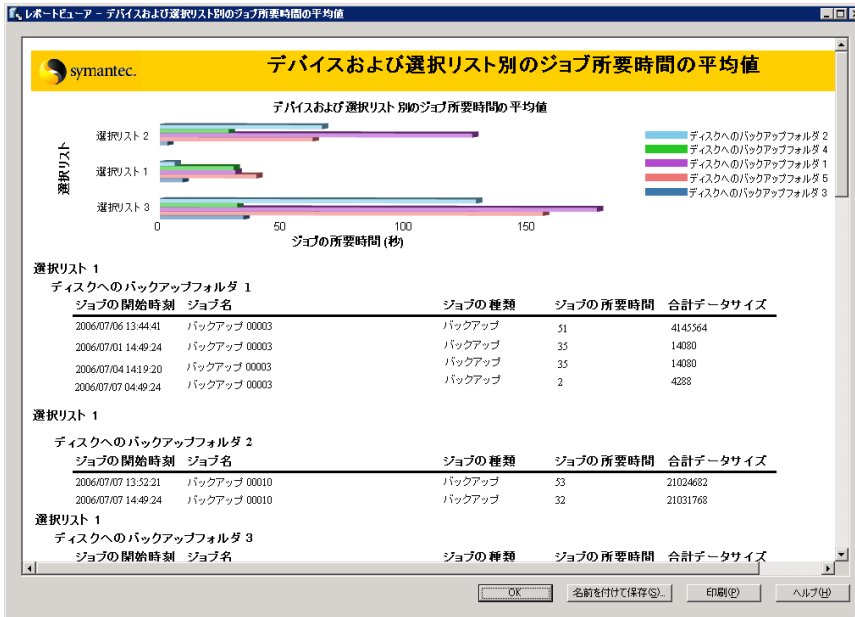 レポートビューア - デバイスおよび選択リスト別のジョブ所要時間の平均値
symantec.
デバイスおよび選択リスト別のジョブ所要時間の平均値
デバイスおよび選択リスト別のジョブ所要時間の平均値
選択リスト
選択リスト 2
選択リスト 1
選択リスト 3
0 50 100 150
ジョブの所要時間 (秒)
ディスクへのバックアップフォルダ 2
ディスクへのバックアップフォルダ 4
ディスクへのバックアップフォルダ 1
ディスクへのバックアップフォルダ 5
ディスクへのバックアップフォルダ 3
選択リスト 1
ディスクへのバックアップフォルダ 1
ジョブの開始時刻 ジョブ名 ジョブの種類 ジョブの所要時間 合計データサイズ
2006/07/06 13:44:41 バックアップ 00003 バックアップ 51 4145564
2006/07/01 14:49:24 バックアップ 00003 バックアップ 35 14080
2006/07/04 14:19:20 バックアップ 00003 バックアップ 35 14080
2006/07/07 04:49:24 バックアップ 00003 バックアップ 2 4288
選択リスト 1
ディスクへのバックアップフォルダ 2
ジョブの開始時刻 ジョブ名 ジョブの種類 ジョブの所要時間 合計データサイズ
2006/07/07 13:52:21 バックアップ 00010 バックアップ 53 21024682
2006/07/07 14:49:24 バックアップ 00010 バックアップ 32 21031768
選択リスト 1
ディスクへのバックアップフォルダ 3
ジョブの開始時刻 ジョブ名 ジョブの種類 ジョブの所要時間 合計データサイズ
OK 名前を付けて保存(S)... 印刷(P) ヘルプ(H)